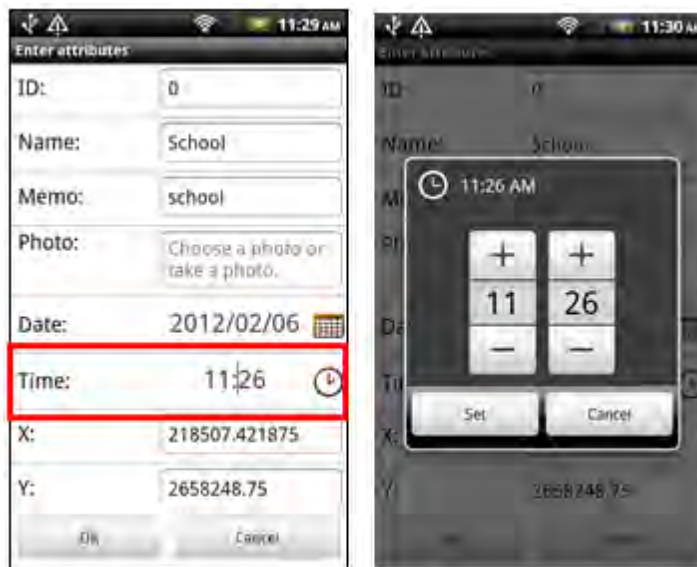 11:29 AM
Enter attributes
ID: 0
Name: School
Memo: school
Photo: Choose a photo or
take a photo.
Date: 2012/02/06
Time: 11:26
X: 218507.421875
Y: 2658248.75
Ok Cancel
11:30 AM
Enter attributes
ID: 0
Name: School
11:26 AM
+ +
11 26
— —
Set Cancel
X:
Y: 2658248.75